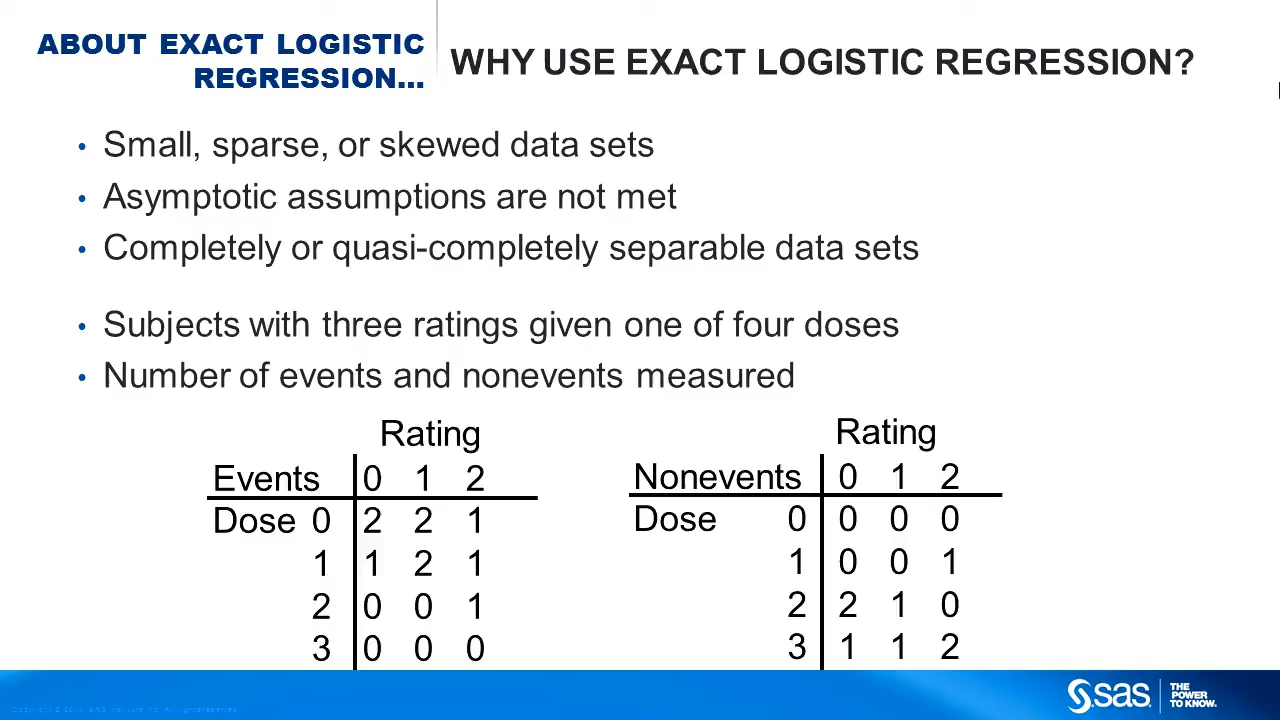 ABOUT EXACT LOGISTIC
REGRESSION...
WHY USE EXACT LOGISTIC REGRESSION?
• Small, sparse, or skewed data sets
• Asymptotic assumptions are not met
• Completely or quasi-completely separable data sets
• Subjects with three ratings given one of four doses
• Number of events and nonevents measured
Rating
Events 0 1 2
Dose 0 2 2 1
1 1 2 1
2 0 0 1
3 0 0 0
Rating
Nonevents 0 1 2
Dose 0 0 0 0
1 0 0 1
2 2 1 0
3 1 1 2
sas
THE
POWER
TO KNOW.